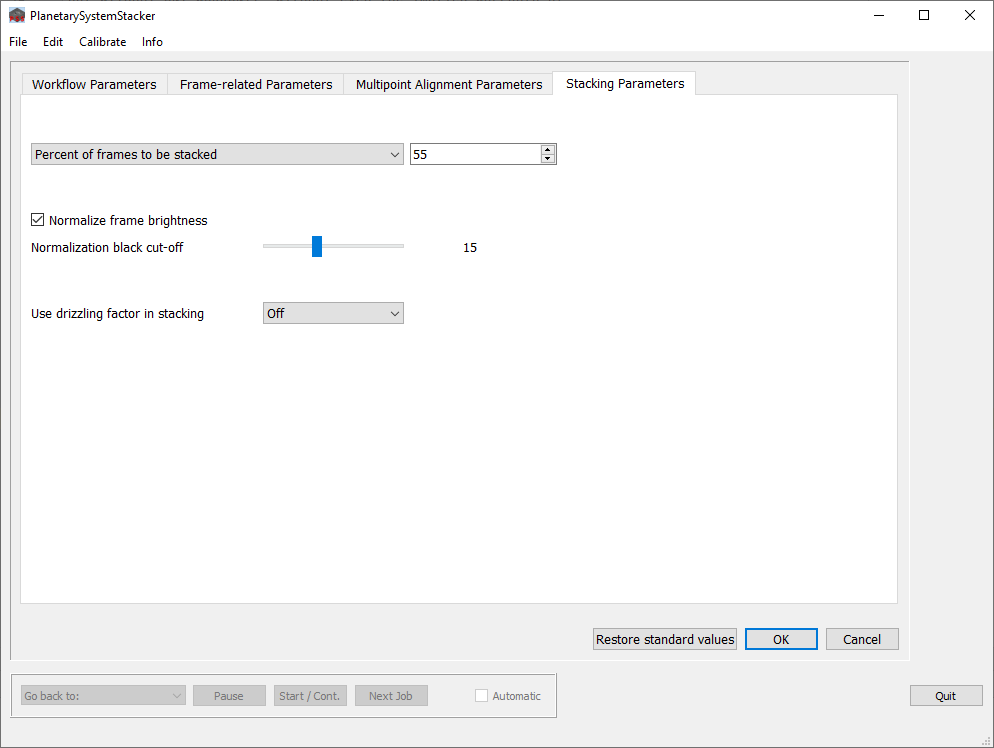 PlanetarySystemStacker
File Edit Calibrate Info
Workflow Parameters Frame-related Parameters Multipoint Alignment Parameters Stacking Parameters
Percent of frames to be stacked 55
Normalize frame brightness
Normalization black cut-off 15
Use drizzling factor in stacking Off
Restore standard values OK Cancel
Go back to: Pause Start / Cont. Next Job Automatic Quit